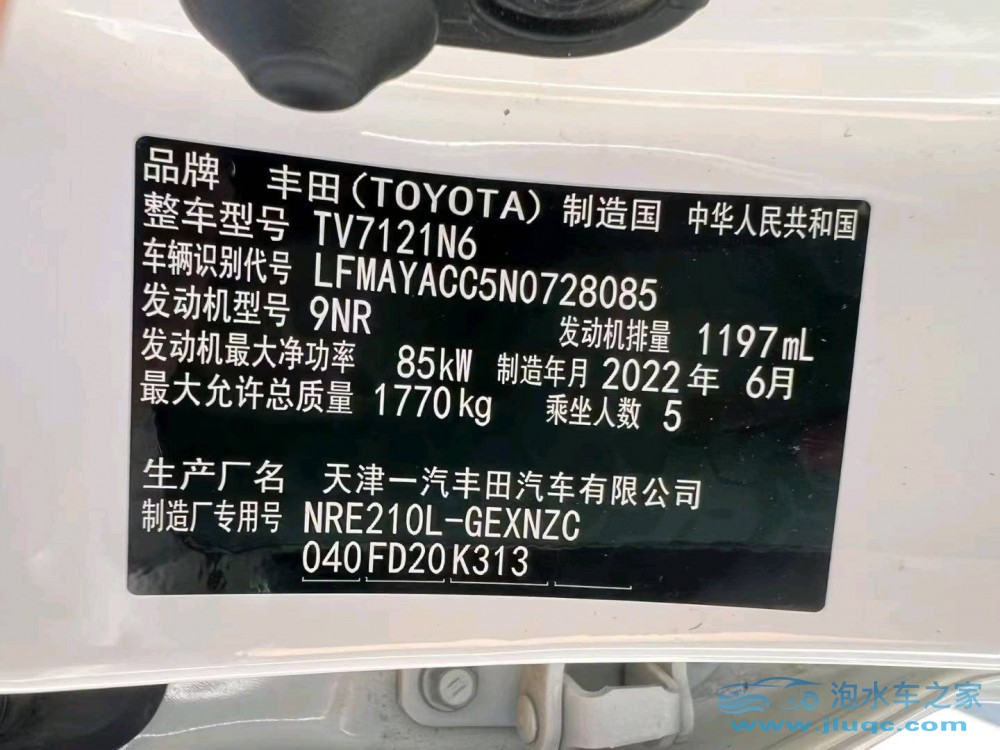 品牌 丰田(TOYOTA) 制造国 中华人民共和国
整车型号 TV7121N6
车辆识别代号 LFMAYACC5N0728085
发动机型号 9NR 发动机排量 1197mL
发动机最大净功率 85kW 制造年月 2022年 6月
最大允许总质量 1770kg 乘坐人数 5
生产厂名 天津一汽丰田汽车有限公司
制造厂专用号 NRE210L-GEXNZC
040 FD20 K313
泡水车之家
www.jluqc.com